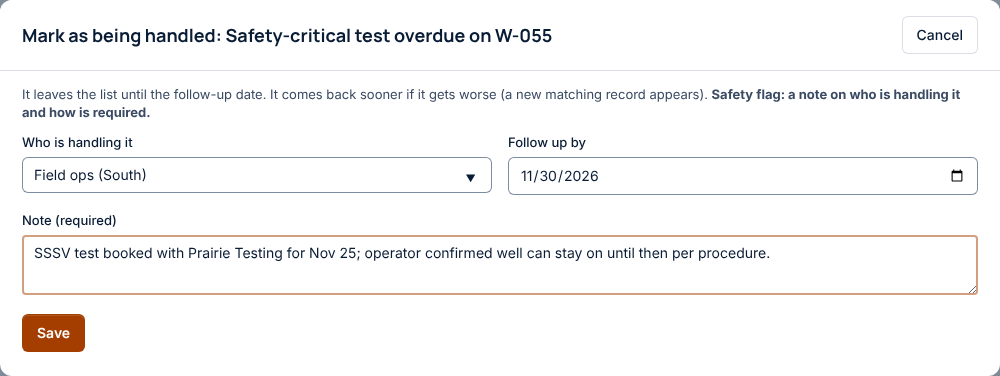 Mark as being handled: Safety-critical test overdue on W-055
Cancel
It leaves the list until the follow-up date. It comes back sooner if it gets worse (a new matching record appears). Safety flag: a note on who is handling it
and how is required.
Who is handling it
Follow up by
Field ops (South)
11/30/2026
Note (required)
SSSV test booked with Prairie Testing for Nov 25; operator confirmed well can stay on until then per procedure.
Save